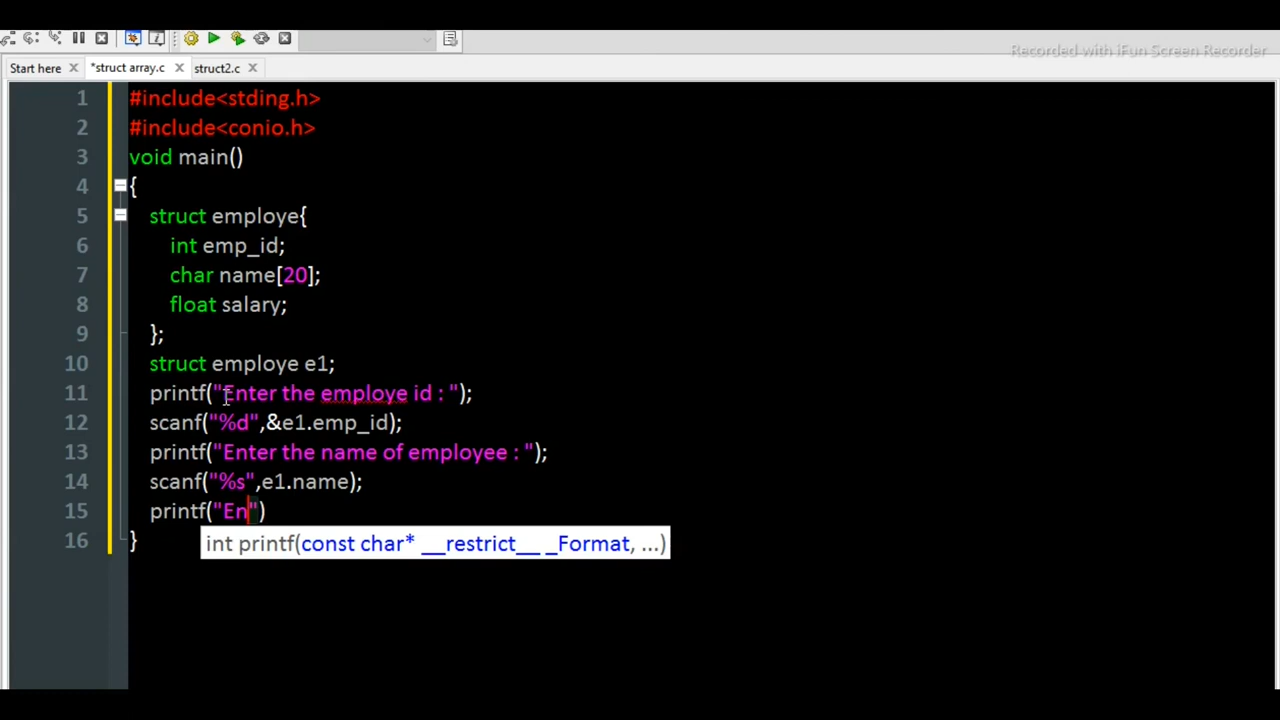 Recorded with iFun Screen Recorder
Start here
*struct array.c
struct2.c
1 #include<stding.h>
2 #include<conio.h>
3 void main()
4 {
5 struct employe{
6 int emp_id;
7 char name[20];
8 float salary;
9 };
10 struct employe e1;
11 printf("Enter the employe id : ");
12 scanf("%d",&e1.emp_id);
13 printf("Enter the name of employee : ");
14 scanf("%s",e1.name);
15 printf("En")
16 }
int printf(const char* __restrict__ _Format, ...)